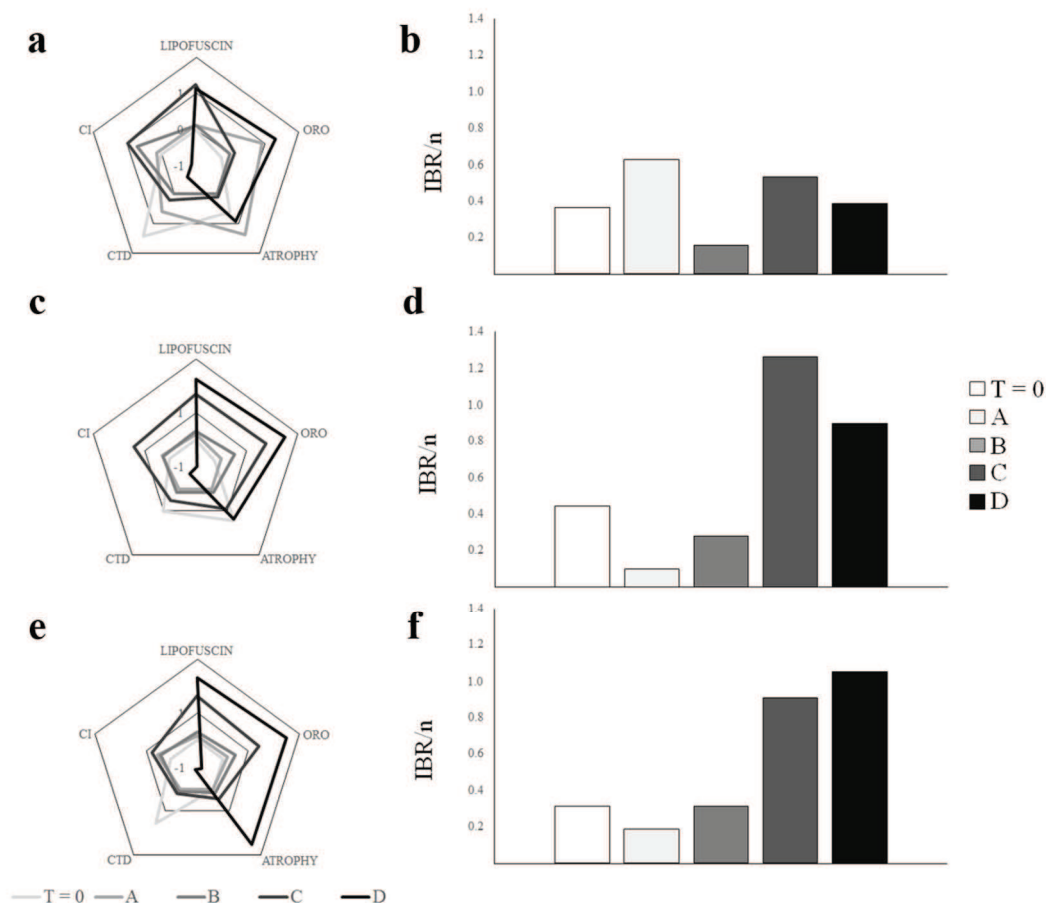 a
LIPOFUSCIN
1
0
-1
CI
ORO
CTD
ATROPHY
b
1.4
1.2
1.0
0.8
0.6
0.4
0.2
IBR/n
c
LIPOFUSCIN
1
-1
CI
ORO
CTD
ATROPHY
d
1.4
1.2
1.0
0.8
0.6
0.4
0.2
IBR/n
T = 0
A
B
C
D
e
LIPOFUSCIN
1
-1
CI
ORO
CTD
ATROPHY
f
1.4
1.2
1.0
0.8
0.6
0.4
0.2
IBR/n
T = 0 A B C D